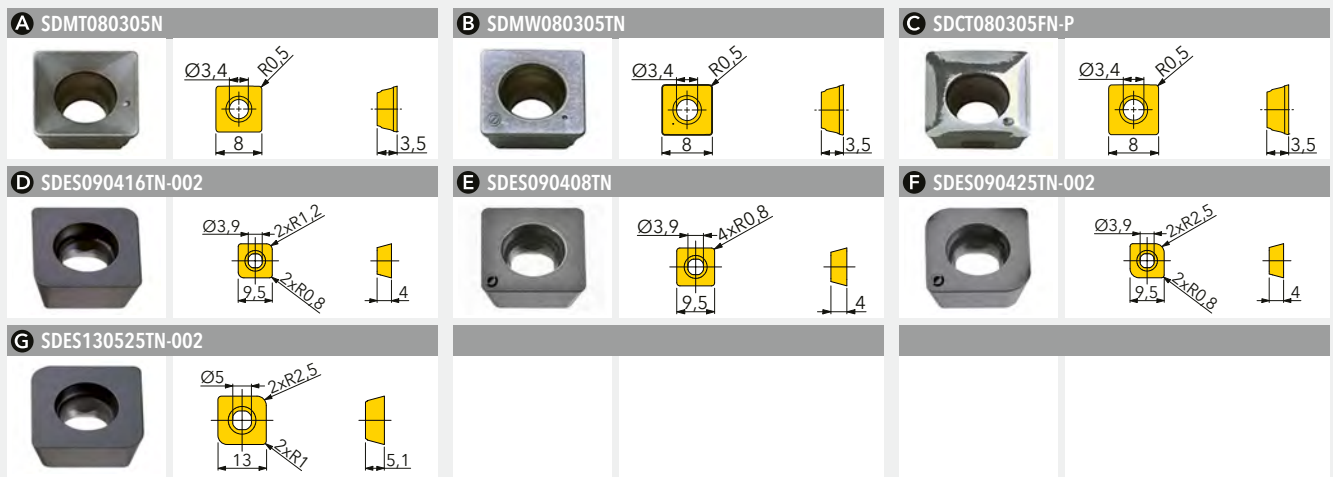 A SDMT080305N
Ø3,4
R0,5
8
3,5
B SDMW080305TN
Ø3,4
R0,5
8
3,5
C SDCT080305FN-P
Ø3,4
R0,5
8
3,5
D SDES090416TN-002
Ø3,9
2xR1,2
2xR0,8
9,5
4
E SDES090408TN
Ø3,9
4xR0,8
9,5
4
F SDES090425TN-002
Ø3,9
2xR2,5
2xR0,8
9,5
4
G SDES130525TN-002
Ø5
2xR2,5
2xR1
13
5,1